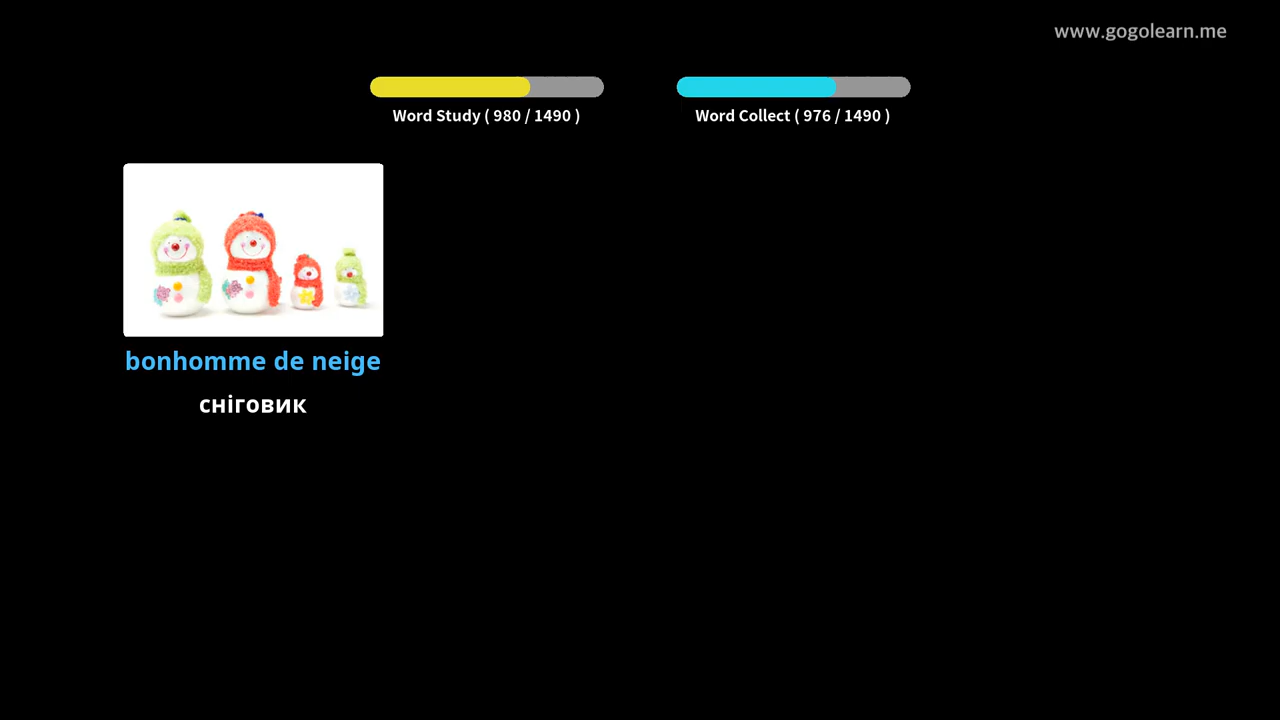 www.gogolearn.me
Word Study ( 980 / 1490 )
Word Collect ( 976 / 1490 )
bonhomme de neige
сніговик